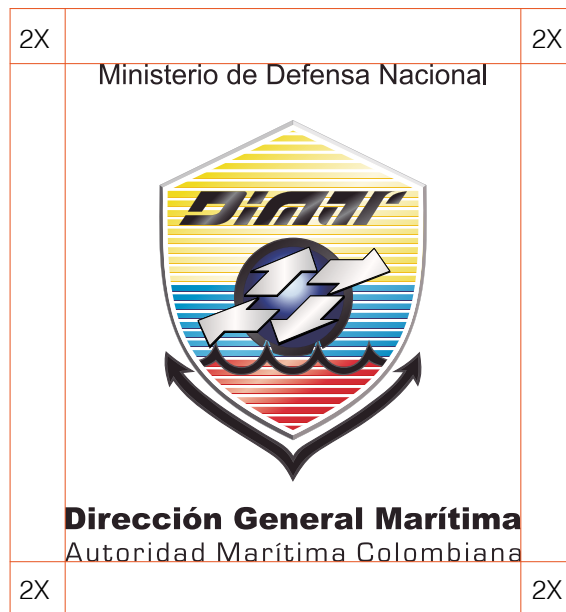 2X 2X
Ministerio de Defensa Nacional
Dimar
Dirección General Marítima
Autoridad Marítima Colombiana
2X 2X